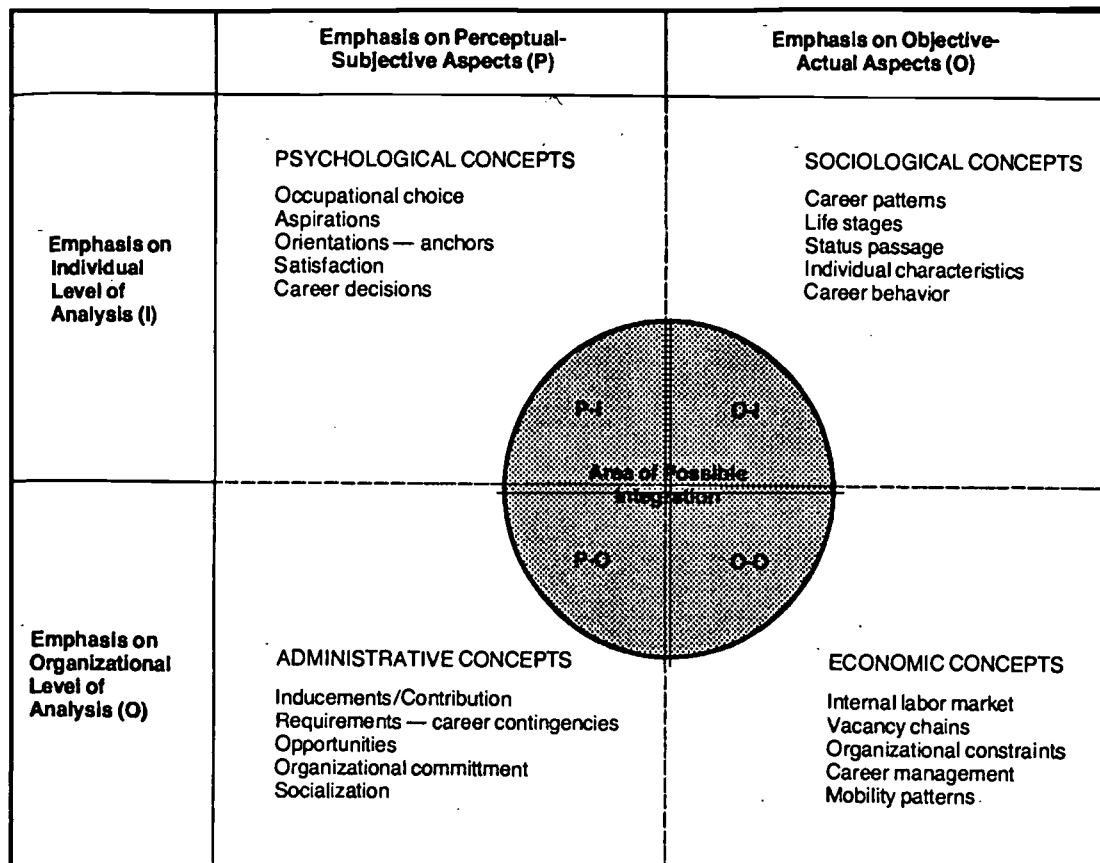 Emphasis on Perceptual-
Subjective Aspects (P)
Emphasis on Objective-
Actual Aspects (O)
Emphasis on
Individual
Level of
Analysis (I)
PSYCHOLOGICAL CONCEPTS
Occupational choice
Aspirations
Orientations — anchors
Satisfaction
Career decisions
SOCIOLOGICAL CONCEPTS
Career patterns
Life stages
Status passage
Individual characteristics
Career behavior
P-I
O-I
Area of Possible
Integration
P-O
O-O
Emphasis on
Organizational
Level of
Analysis (O)
ADMINISTRATIVE CONCEPTS
Inducements/Contribution
Requirements — career contingencies
Opportunities
Organizational committment
Socialization
ECONOMIC CONCEPTS
Internal labor market
Vacancy chains
Organizational constraints
Career management
Mobility patterns